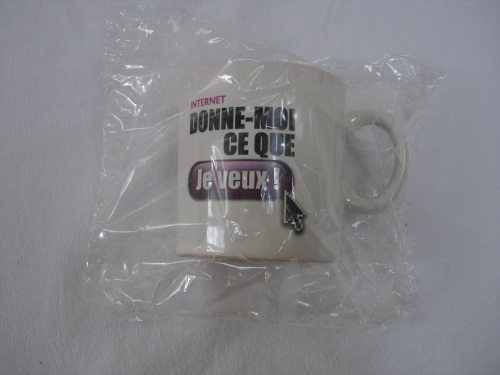 INTERNET
DONNE-MOI
CE QUE
Je veux !